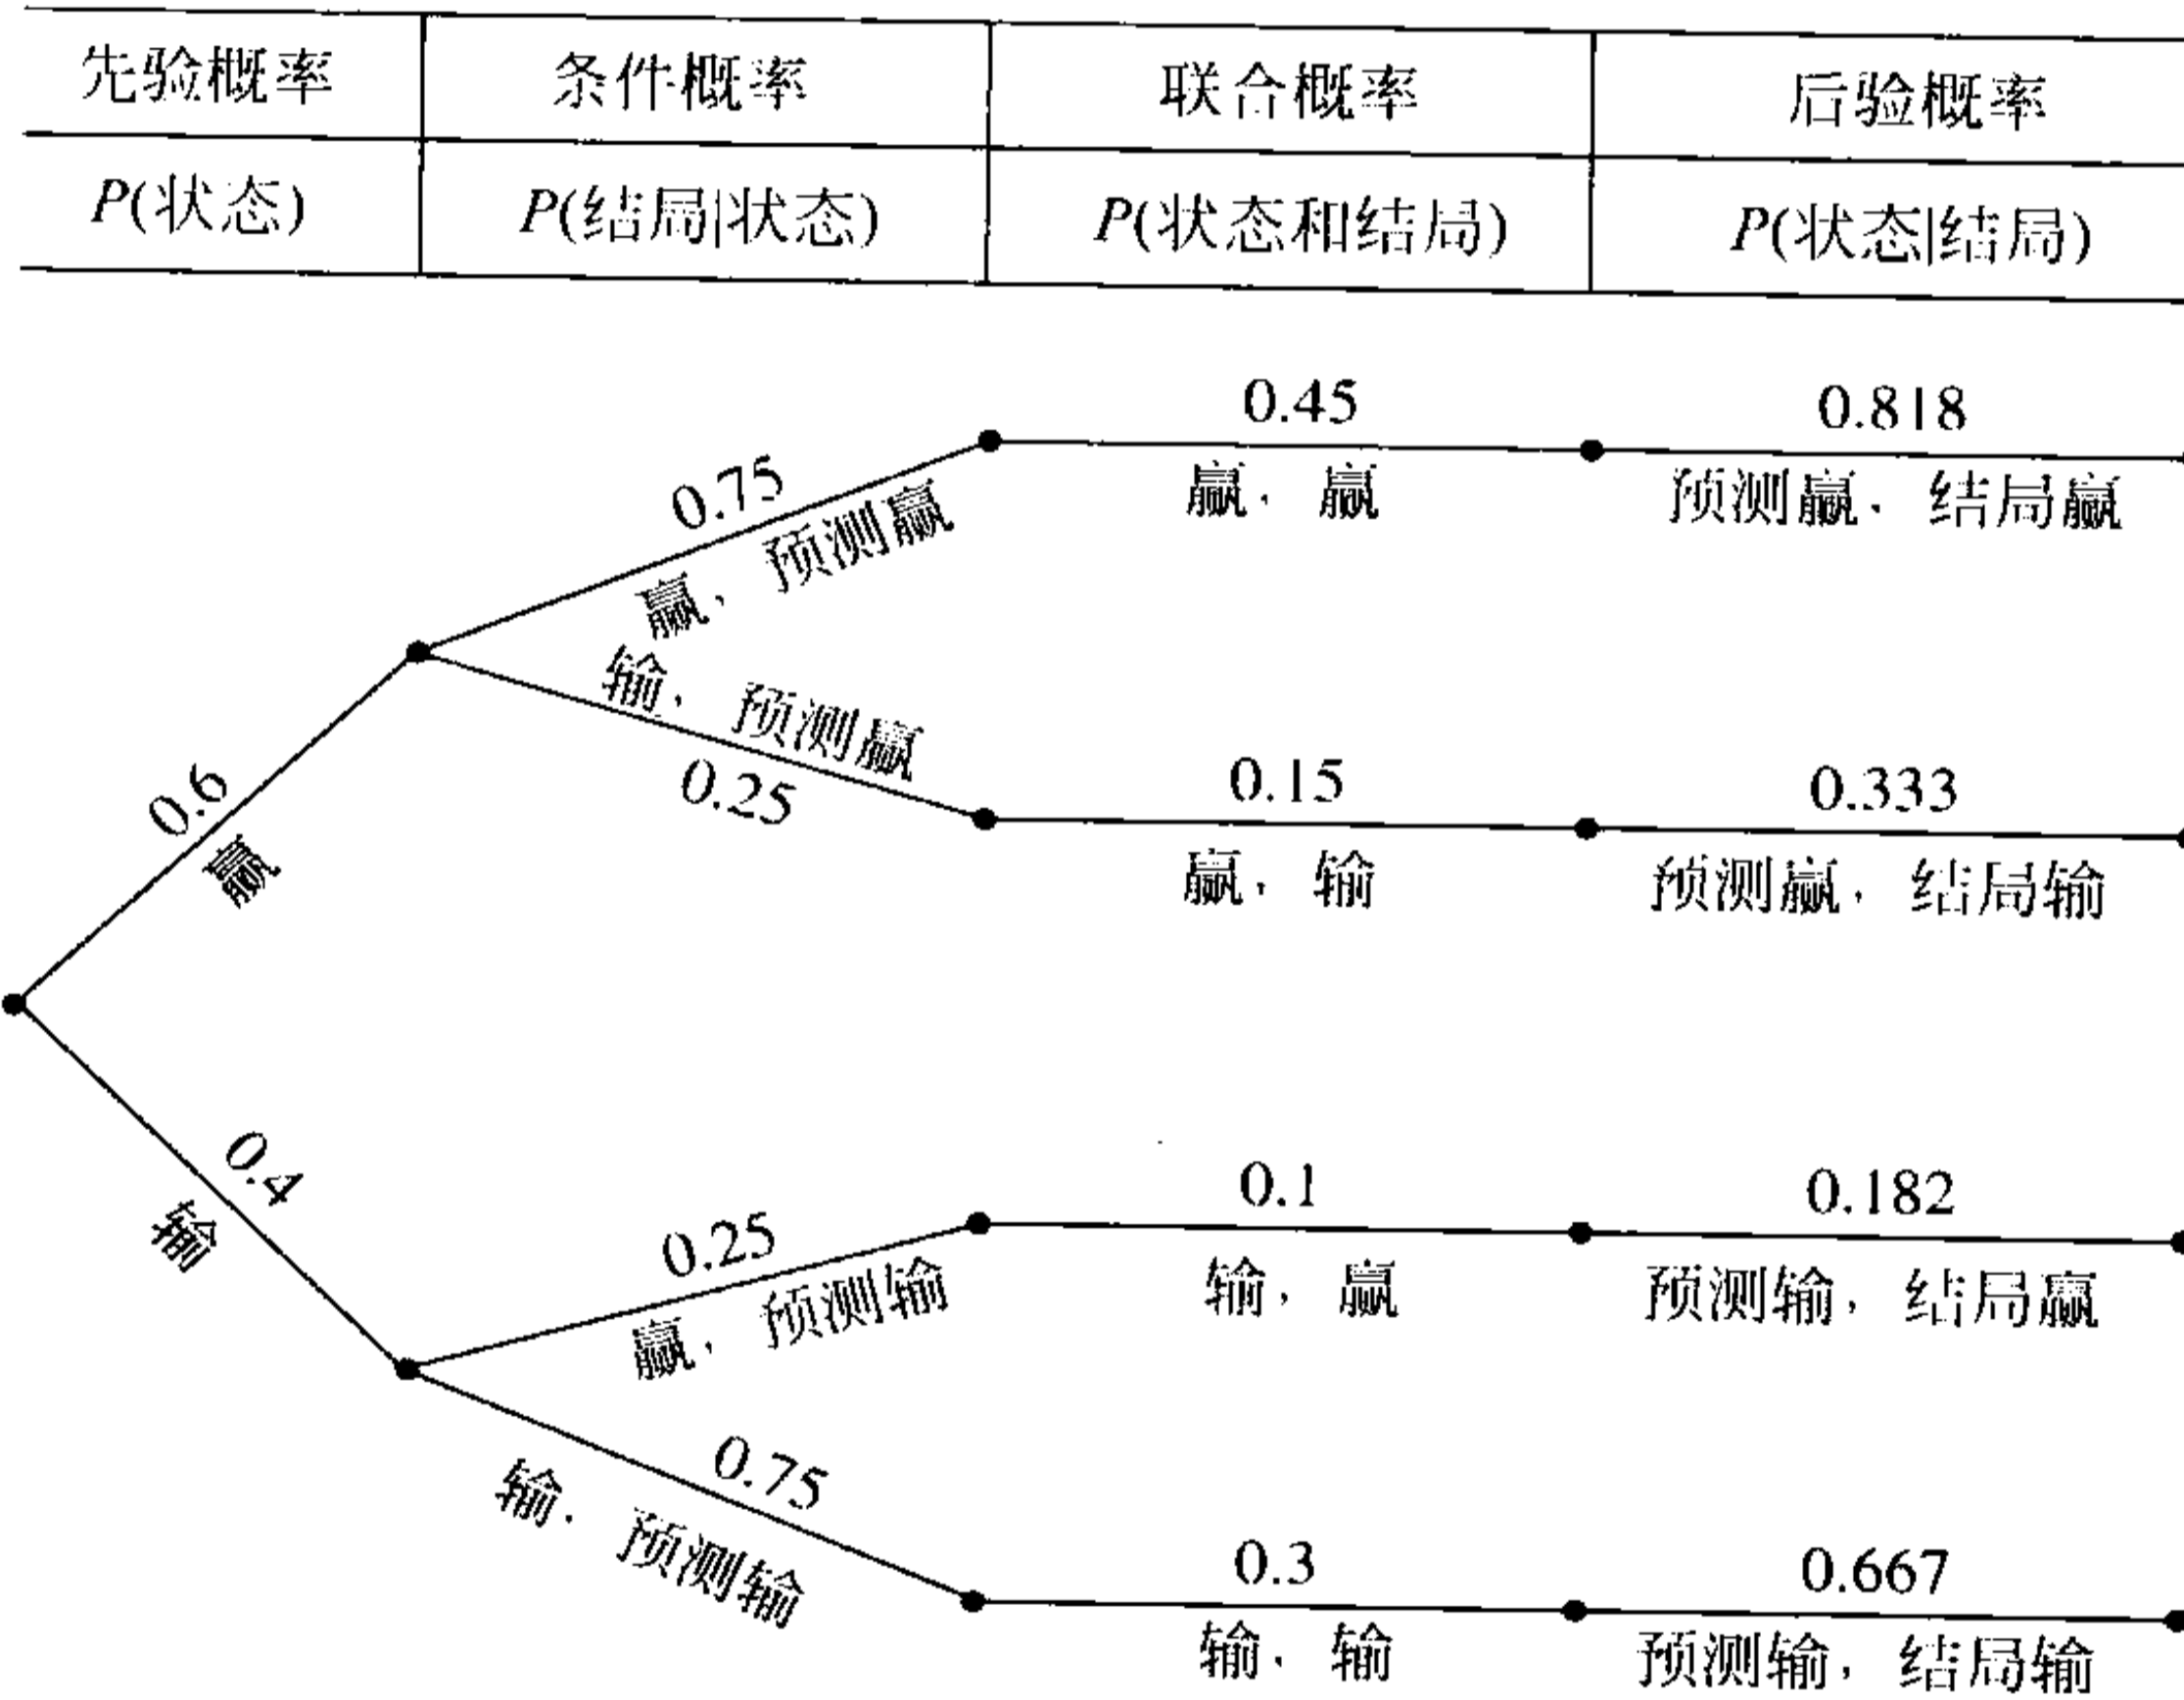 先验概率 条件概率 联合概率 后验概率
P(状态) P(结局|状态) P(状态和结局) P(状态|结局)
0.45 0.818
0.75
赢，赢 预测赢，结局赢
赢，预测赢
输，预测赢
0.6
赢
0.25
0.15 0.333
赢，输 预测赢，结局输
0.4
输
0.25
0.1 0.182
赢，预测输
输，赢 预测输，结局赢
0.75
输，预测输
0.3 0.667
输，输 预测输，结局输